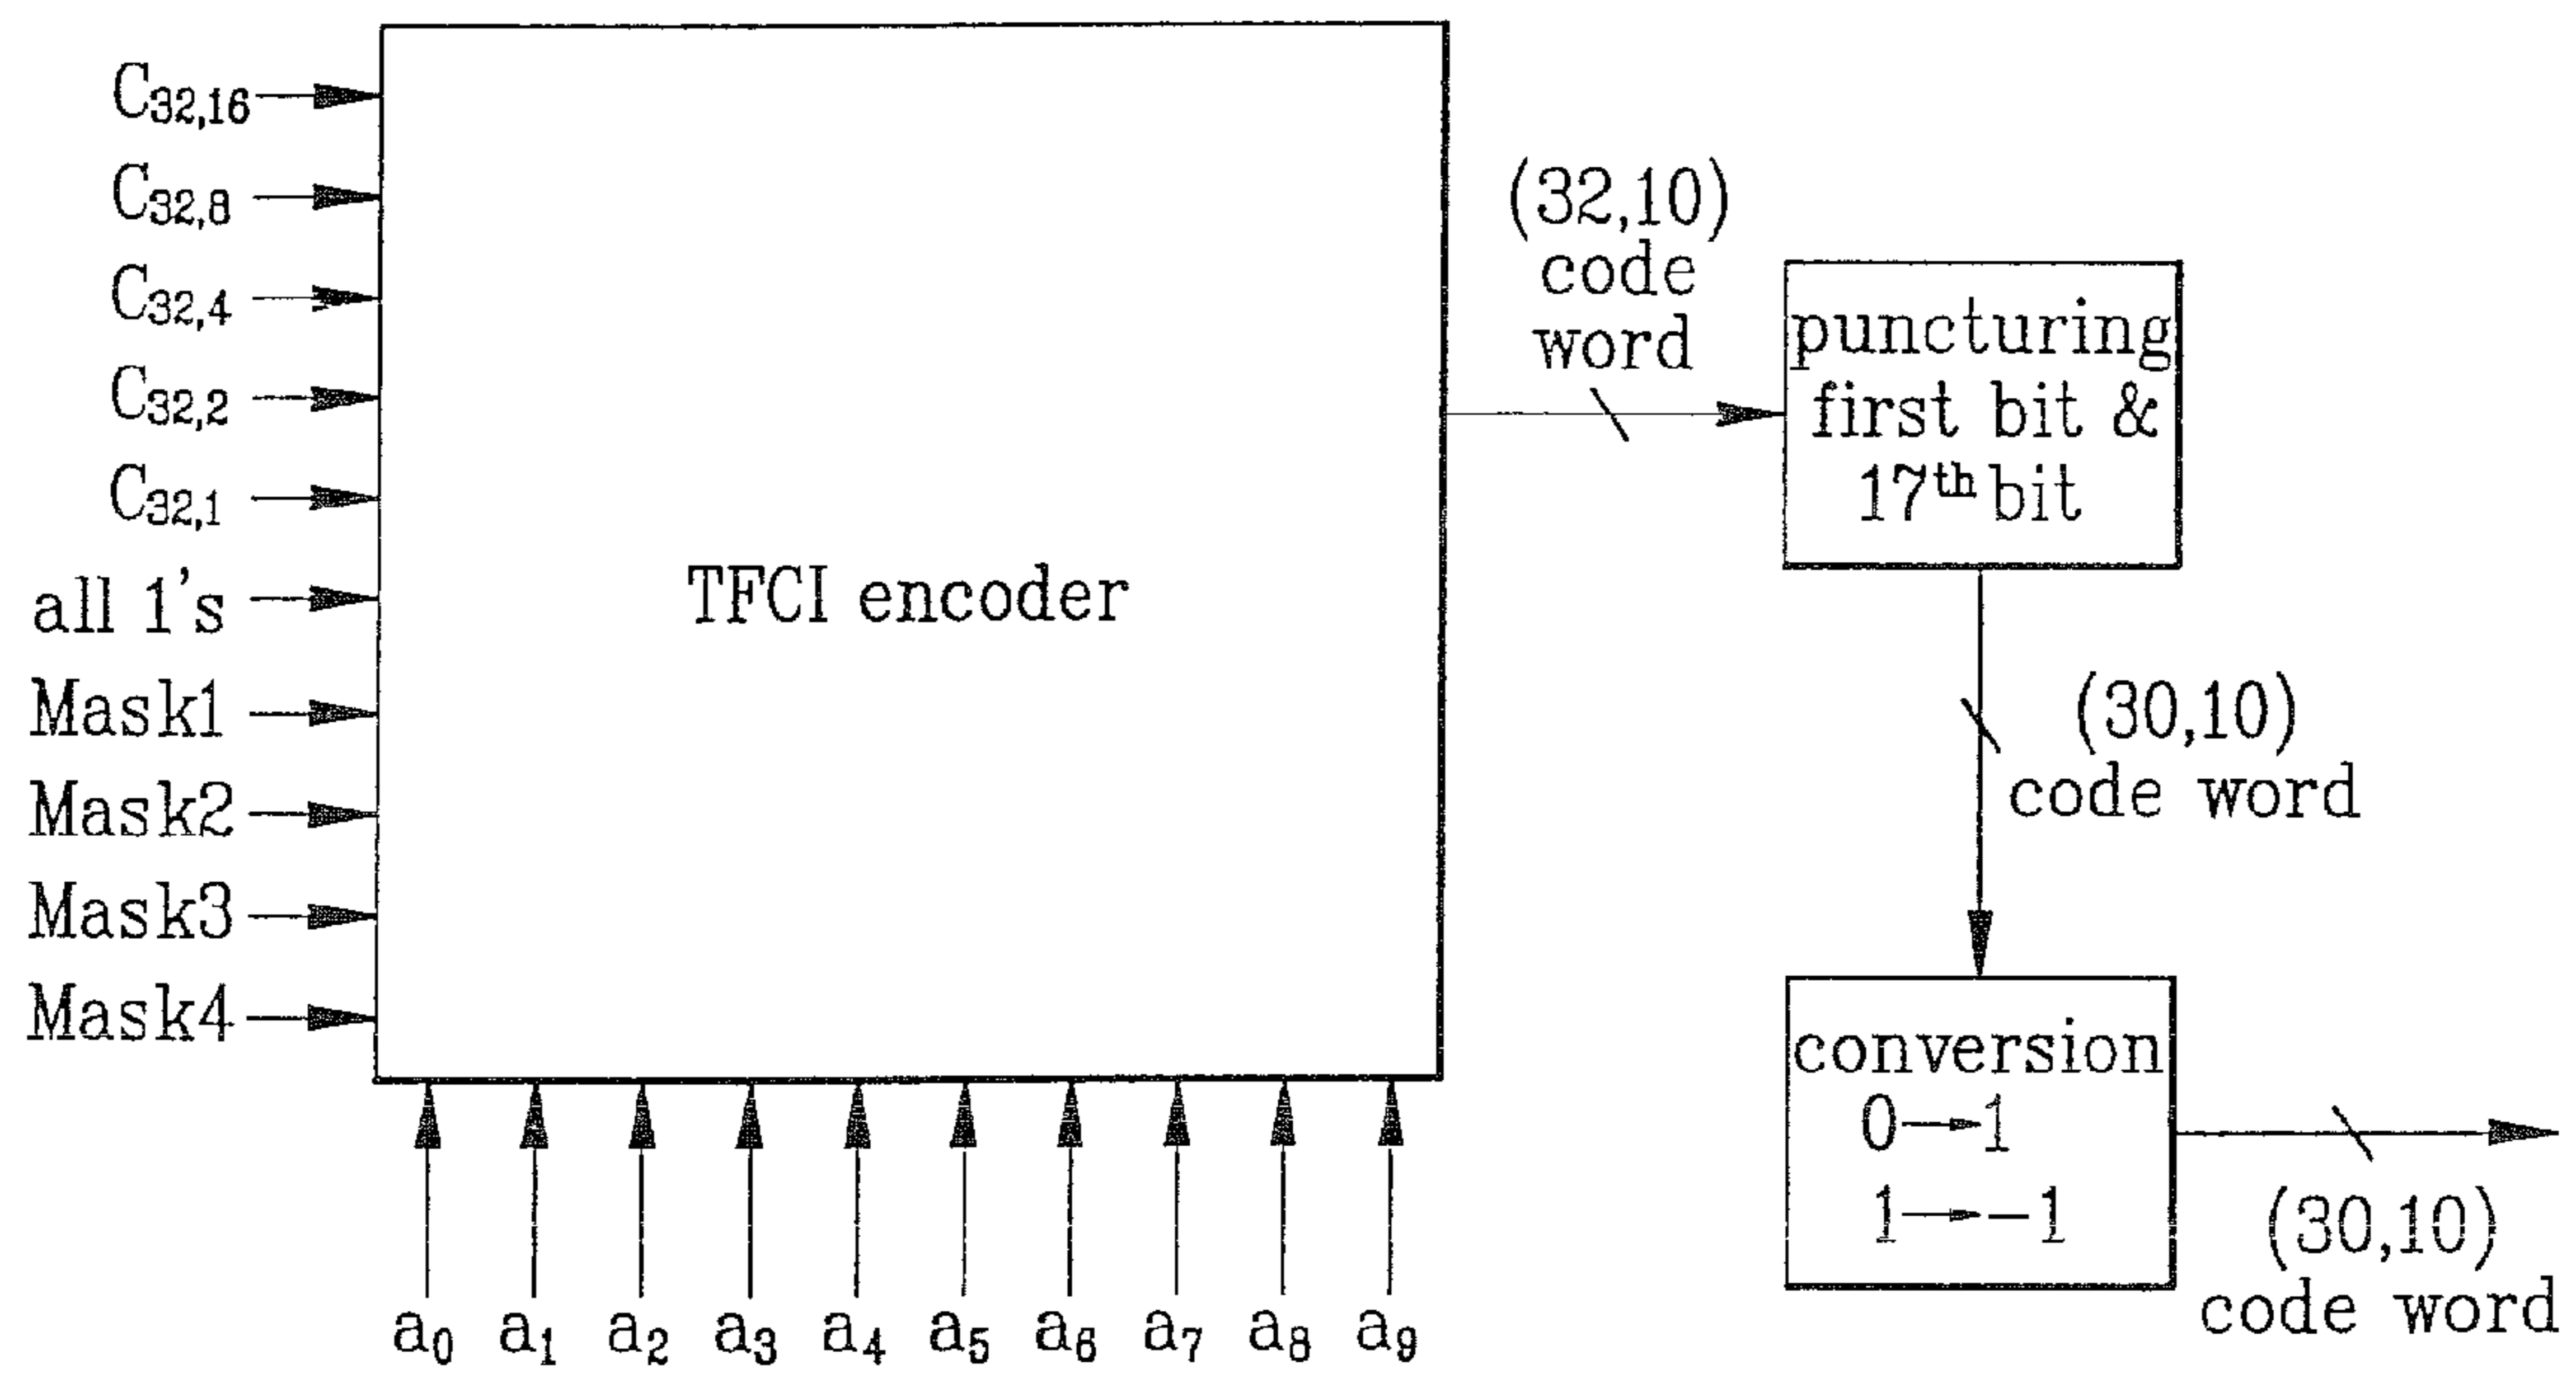 C32,16
C32,8
C32,4
C32,2
C32,1
all 1's
Mask1
Mask2
Mask3
Mask4
TFCI encoder
a0 a1 a2 a3 a4 a5 a6 a7 a8 a9
(32,10)
code
word
puncturing
first bit &
17th bit
(30,10)
code word
conversion
0→1
1→-1
(30,10)
code word